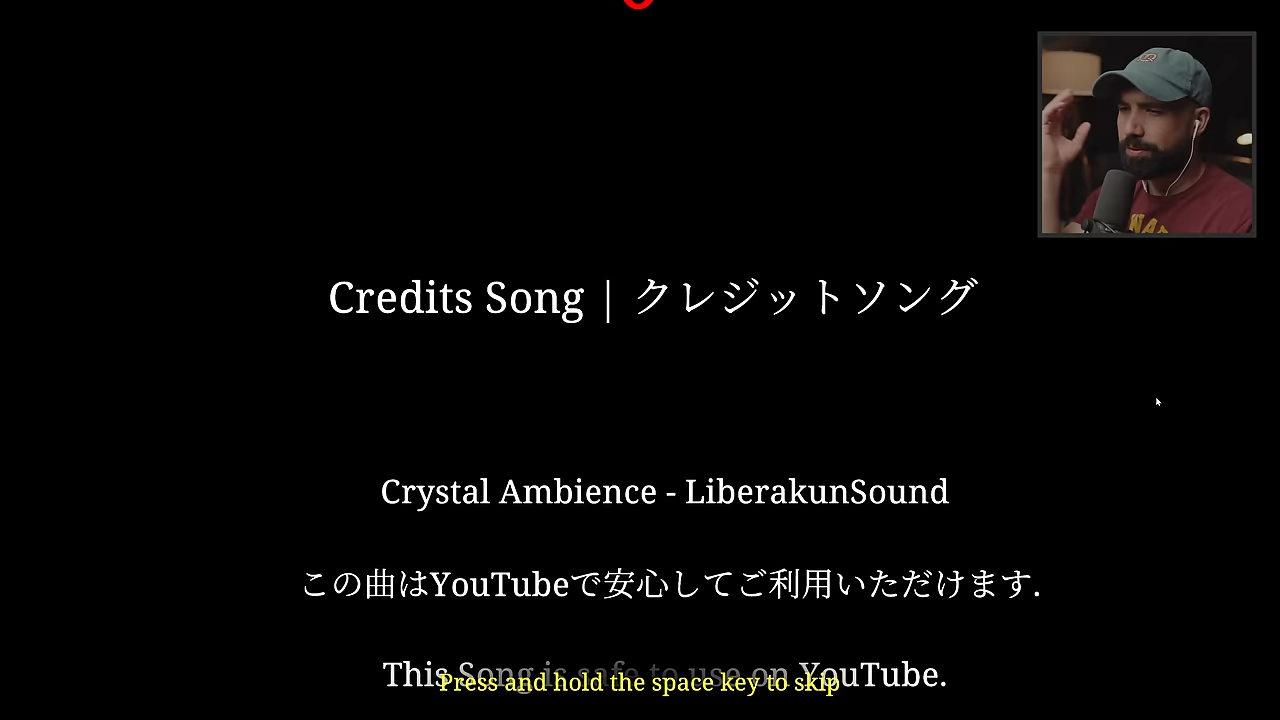 Credits Song | クレジットソング
Crystal Ambience - LiberakunSound
この曲はYouTubeで安心してご利用いただけます.
This Song is safe to use on YouTube.
Press and hold the space key to skip